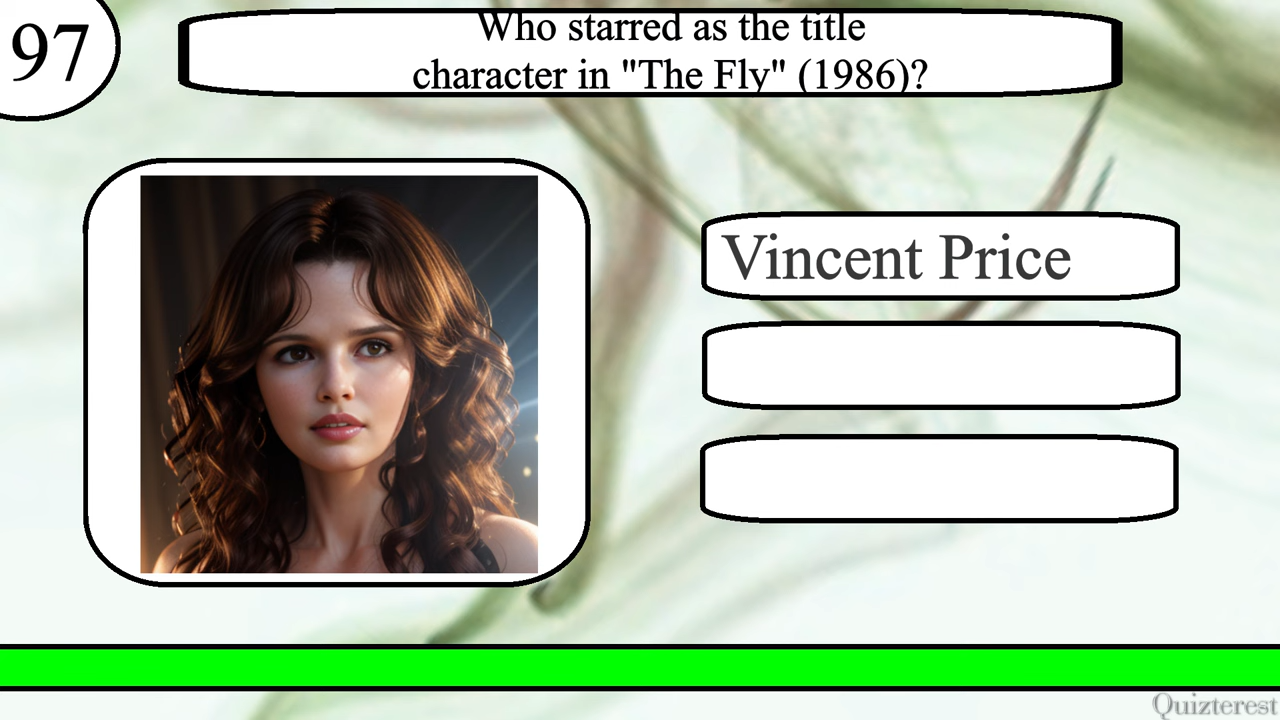 97
Who starred as the title
character in "The Fly" (1986)?
Vincent Price
Quizterest